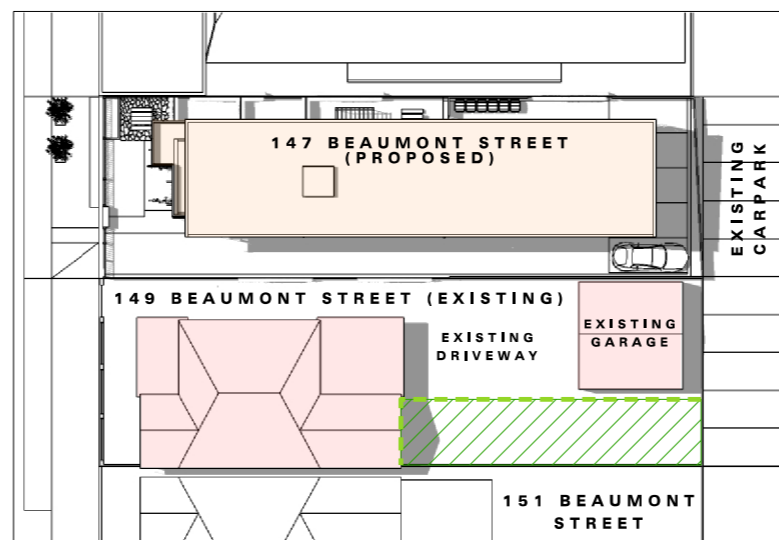 147 BEAUMONT STREET
(PROPOSED)
EXISTING
CARPARK
149 BEAUMONT STREET (EXISTING)
EXISTING
DRIVEWAY
EXISTING
GARAGE
151 BEAUMONT
STREET